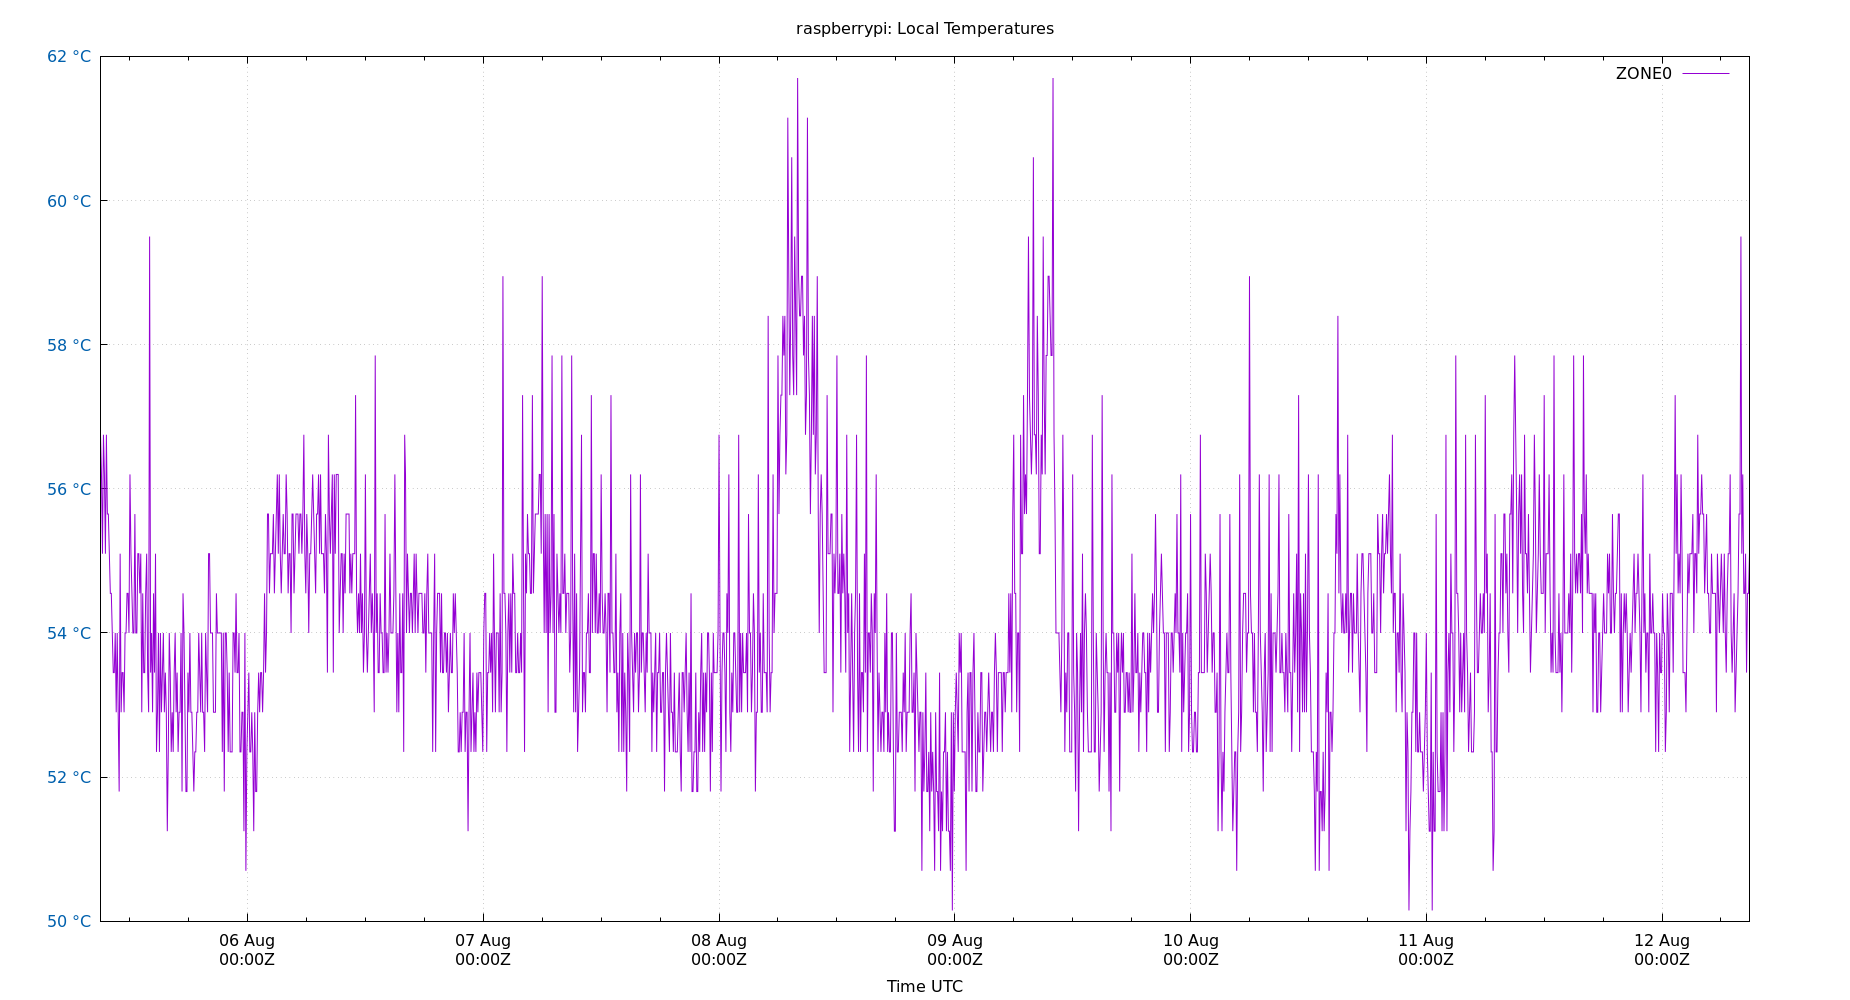 raspberrypi: Local Temperatures
62 °C
ZONE0
60 °C
58 °C
56 °C
54 °C
52 °C
50 °C
06 Aug 07 Aug 08 Aug 09 Aug 10 Aug 11 Aug 12 Aug
00:00Z 00:00Z 00:00Z 00:00Z 00:00Z 00:00Z 00:00Z
Time UTC